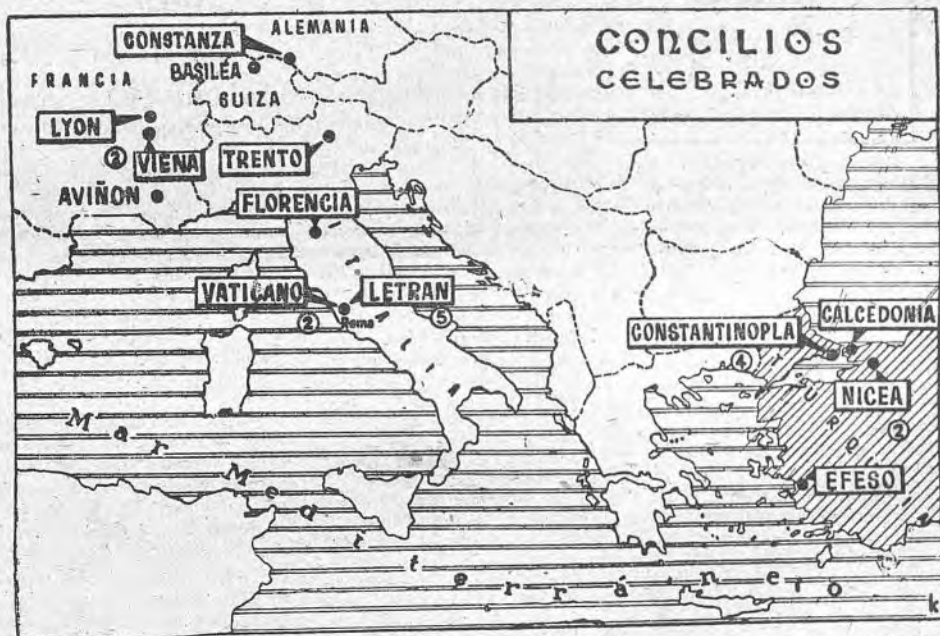 CONCILIOS
CELEBRADOS
ALEMANIA
CONSTANZA
BASILEA
FRANCIA
SUIZA
LYON
②
VIENA
TRENTO
AVIÑON
FLORENCIA
ITALIA
VATICANO
LETRAN
②
Roma
⑤
CONSTANTINOPLA
CALCEDONIA
④
NICEA
②
EFESO
Mar Mediterráneo